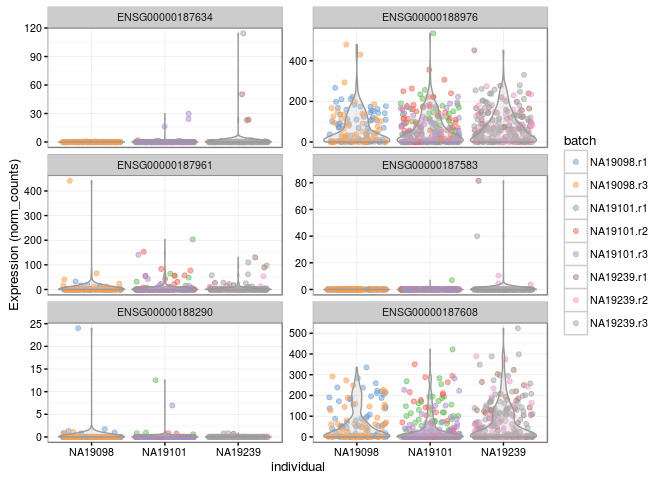 ENSG00000187634
ENSG00000188976
120
90
60
30
0
400
200
0
ENSG00000187961
ENSG00000187583
400
300
200
100
0
80
60
40
20
0
ENSG00000188290
ENSG00000187608
25
20
15
10
5
0
500
400
300
200
100
0
NA19098
NA19101
NA19239
NA19098
NA19101
NA19239
individual
Expression (norm_counts)
batch
NA19098.r1
NA19098.r3
NA19101.r1
NA19101.r2
NA19101.r3
NA19239.r1
NA19239.r2
NA19239.r3